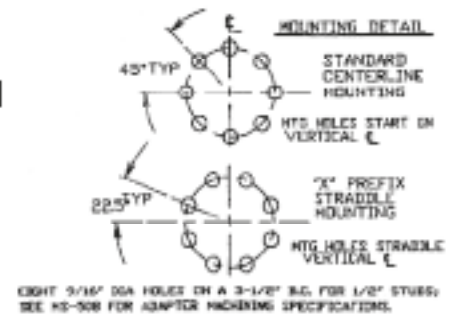 ℄ MOUNTING DETAIL
45° TYP
STANDARD
CENTERLINE
MOUNTING
MTG HOLES START ON
VERTICAL ℄
22.5° TYP
"X" PREFIX
STRADDLE
MOUNTING
MTG HOLES STRADDLE
VERTICAL ℄
EIGHT 9/16" DIA HOLES ON A 3-1/2" B.C. FOR 1/2" STUBS;
SEE HS-508 FOR ADAPTER MACHINING SPECIFICATIONS.